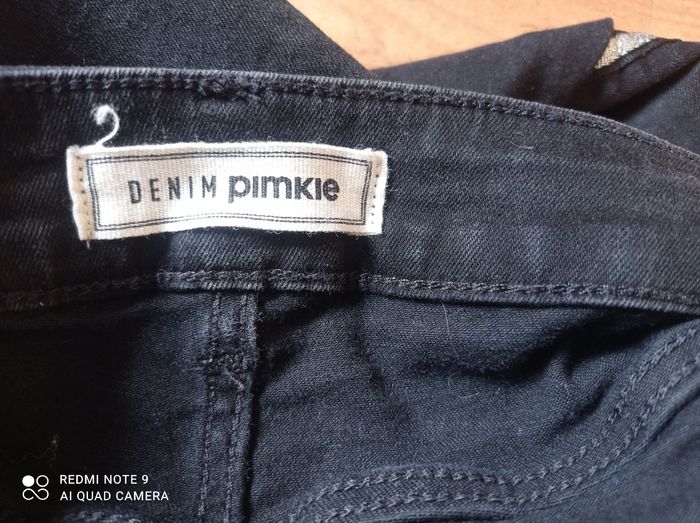 DENIM pimkie
REDMI NOTE 9
AI QUAD CAMERA